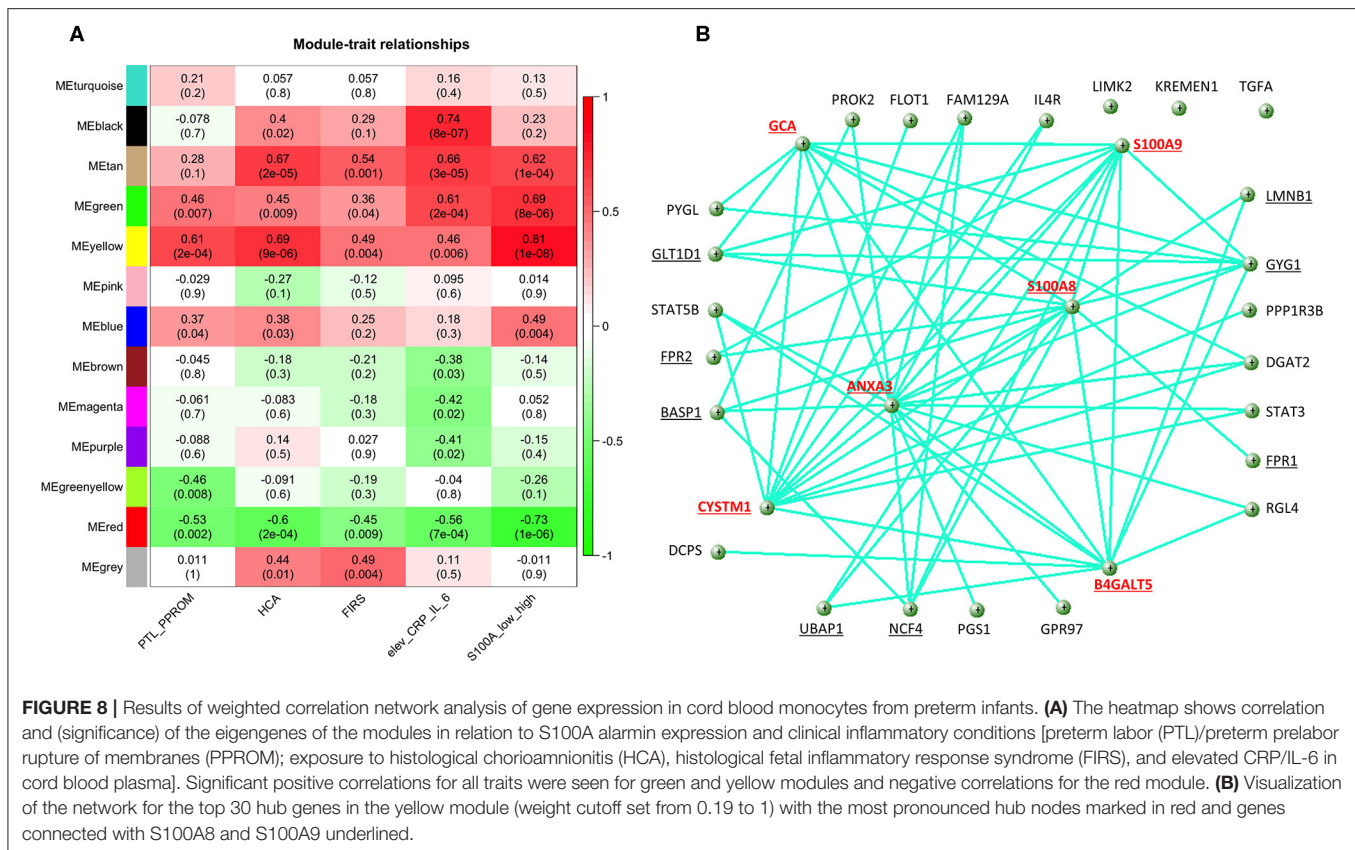 A
Module-trait relationships
MEturquoise 0.21 0.057 0.057 0.16 0.13
(0.2) (0.8) (0.8) (0.4) (0.5)
MEblack -0.078 0.4 0.29 0.74 0.23
(0.7) (0.02) (0.1) (8e-07) (0.2)
MEtan 0.28 0.67 0.54 0.66 0.62
(0.1) (2e-05) (0.001) (3e-05) (1e-04)
MEgreen 0.46 0.45 0.36 0.61 0.69
(0.007) (0.009) (0.04) (2e-04) (8e-06)
MEyellow 0.61 0.69 0.49 0.46 0.81
(2e-04) (9e-06) (0.004) (0.006) (1e-08)
MEpink -0.029 -0.27 -0.12 0.095 0.014
(0.9) (0.1) (0.5) (0.6) (0.9)
MEblue 0.37 0.38 0.25 0.18 0.49
(0.04) (0.03) (0.2) (0.3) (0.004)
MEbrown -0.045 -0.18 -0.21 -0.38 -0.14
(0.8) (0.3) (0.2) (0.03) (0.5)
MEmagenta -0.061 -0.083 -0.18 -0.42 0.052
(0.7) (0.6) (0.3) (0.02) (0.8)
MEpurple -0.088 0.14 0.027 -0.41 -0.15
(0.6) (0.5) (0.9) (0.02) (0.4)
MEgreenyellow -0.46 -0.091 -0.19 -0.04 -0.26
(0.008) (0.6) (0.3) (0.8) (0.1)
MEred -0.53 -0.6 -0.45 -0.56 -0.73
(0.002) (2e-04) (0.009) (7e-04) (1e-06)
MEgrey 0.011 0.44 0.49 0.11 -0.011
(1) (0.01) (0.004) (0.5) (0.9)
PTL_PPROM
HCA
FIRS
elev_CRP_IL_6
S100A_low_high
1
0.5
0
-0.5
-1
B
PROK2
FLOT1
FAM129A
IL4R
LIMK2
KREMEN1
TGFA
GCA
S100A9
PYGL
LMNB1
GLT1D1
GYG1
S100A8
STAT5B
PPP1R3B
FPR2
DGAT2
ANXA3
BASP1
STAT3
FPR1
CYSTM1
RGL4
DCPS
B4GALT5
UBAP1
NCF4
PGS1
GPR97
FIGURE 8 | Results of weighted correlation network analysis of gene expression in cord blood monocytes from preterm infants. (A) The heatmap shows correlation
and (significance) of the eigengenes of the modules in relation to S100A alarmin expression and clinical inflammatory conditions [preterm labor (PTL)/preterm prelabor
rupture of membranes (PPROM); exposure to histological chorioamnionitis (HCA), histological fetal inflammatory response syndrome (FIRS), and elevated CRP/IL-6 in
cord blood plasma]. Significant positive correlations for all traits were seen for green and yellow modules and negative correlations for the red module. (B) Visualization
of the network for the top 30 hub genes in the yellow module (weight cutoff set from 0.19 to 1) with the most pronounced hub nodes marked in red and genes
connected with S100A8 and S100A9 underlined.